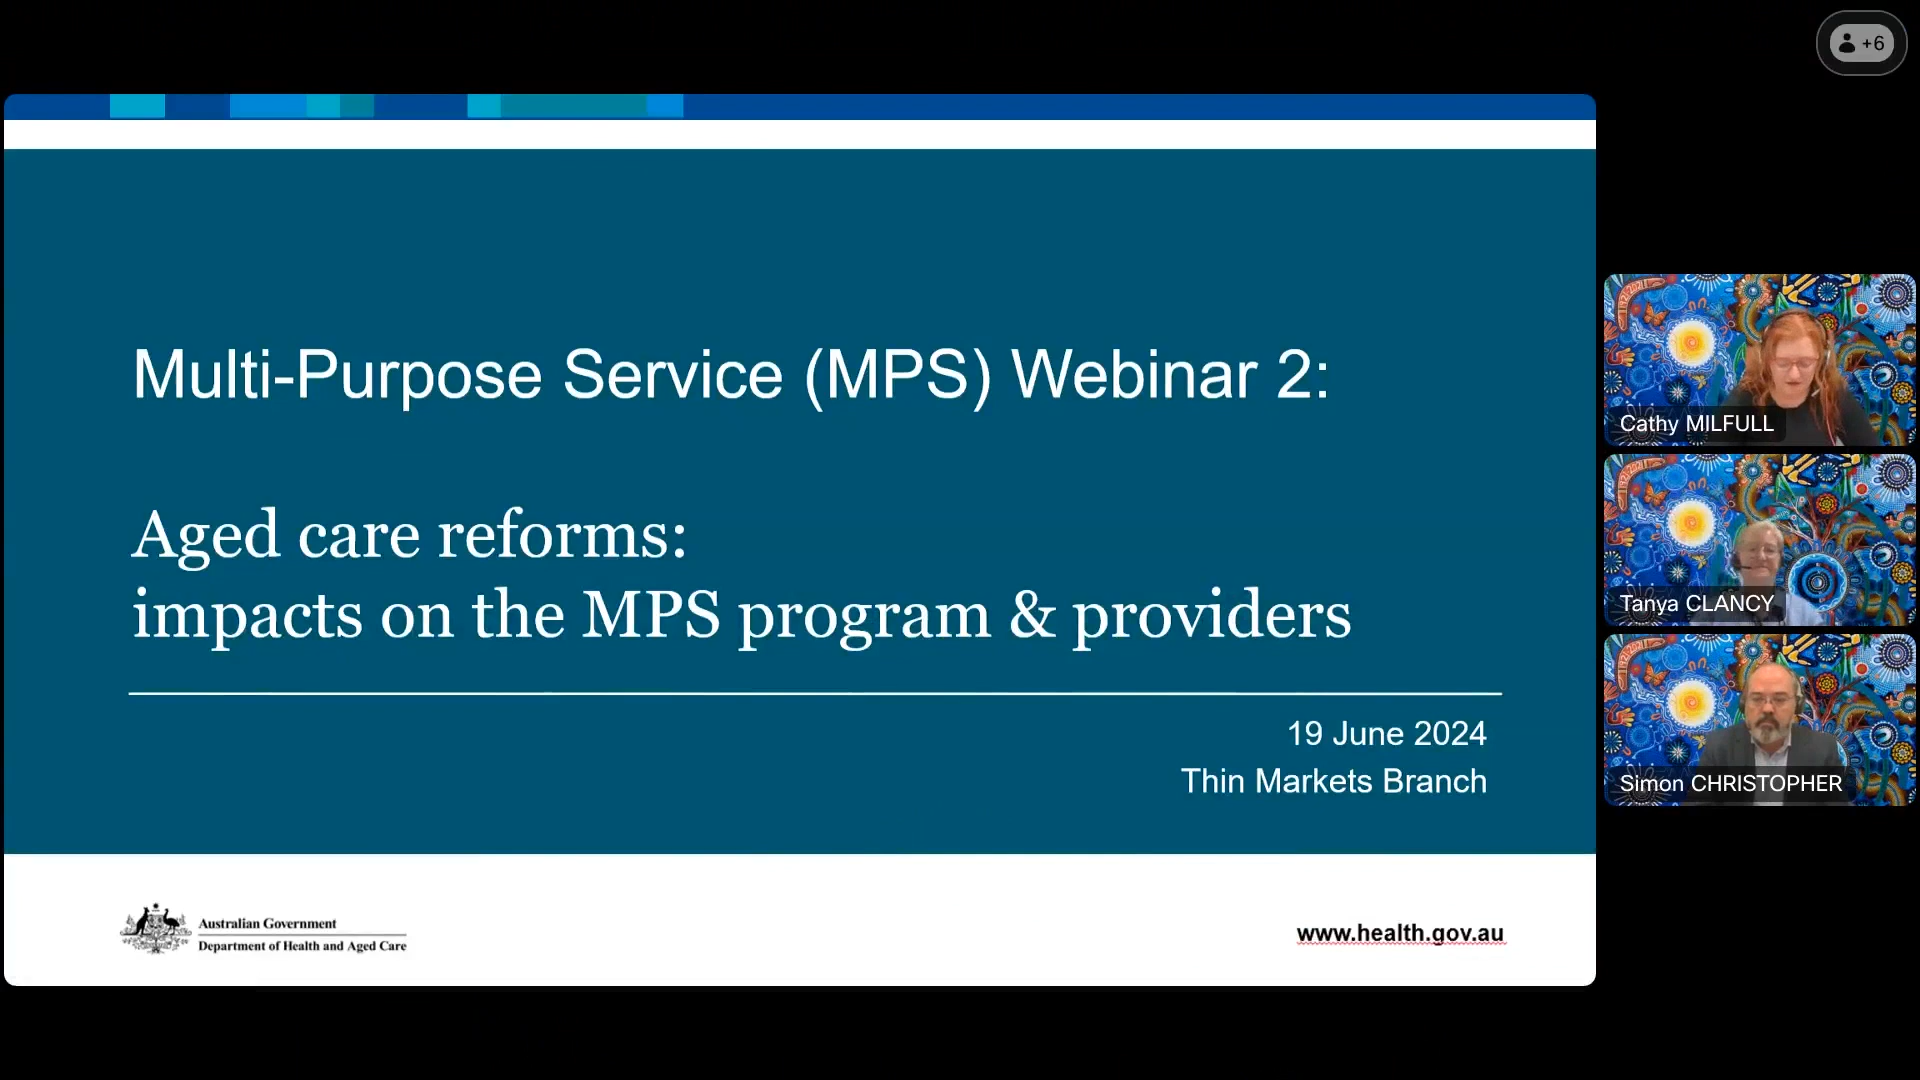 +6
Multi-Purpose Service (MPS) Webinar 2:
Aged care reforms:
impacts on the MPS program & providers
19 June 2024
Thin Markets Branch
Australian Government
Department of Health and Aged Care
www.health.gov.au
Cathy MILFULL
Tanya CLANCY
Simon CHRISTOPHER